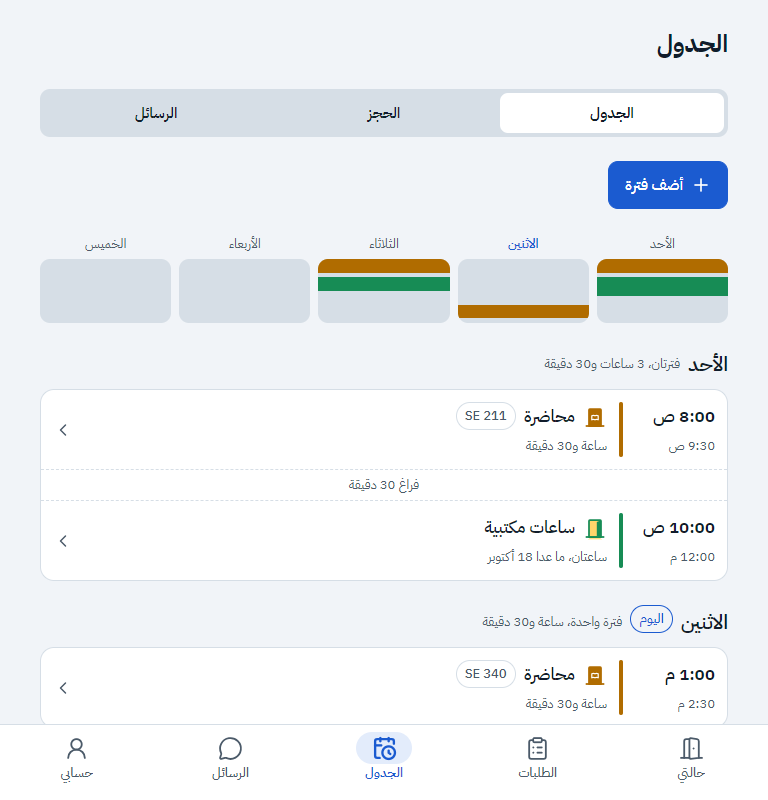 الجدول
الجدول
الحجز
الرسائل
أضف فترة
الأحد
الاثنين
الثلاثاء
الأربعاء
الخميس
الأحد فترتان، 3 ساعات و30 دقيقة
8:00 ص محاضرة SE 211
9:30 ص ساعة و30 دقيقة
فراغ 30 دقيقة
10:00 ص ساعات مكتبية
12:00 م ساعتان، ما عدا 18 أكتوبر
الاثنين اليوم فترة واحدة، ساعة و30 دقيقة
1:00 م محاضرة SE 340
2:30 م ساعة و30 دقيقة
حالتي
الطلبات
الجدول
الرسائل
حسابي